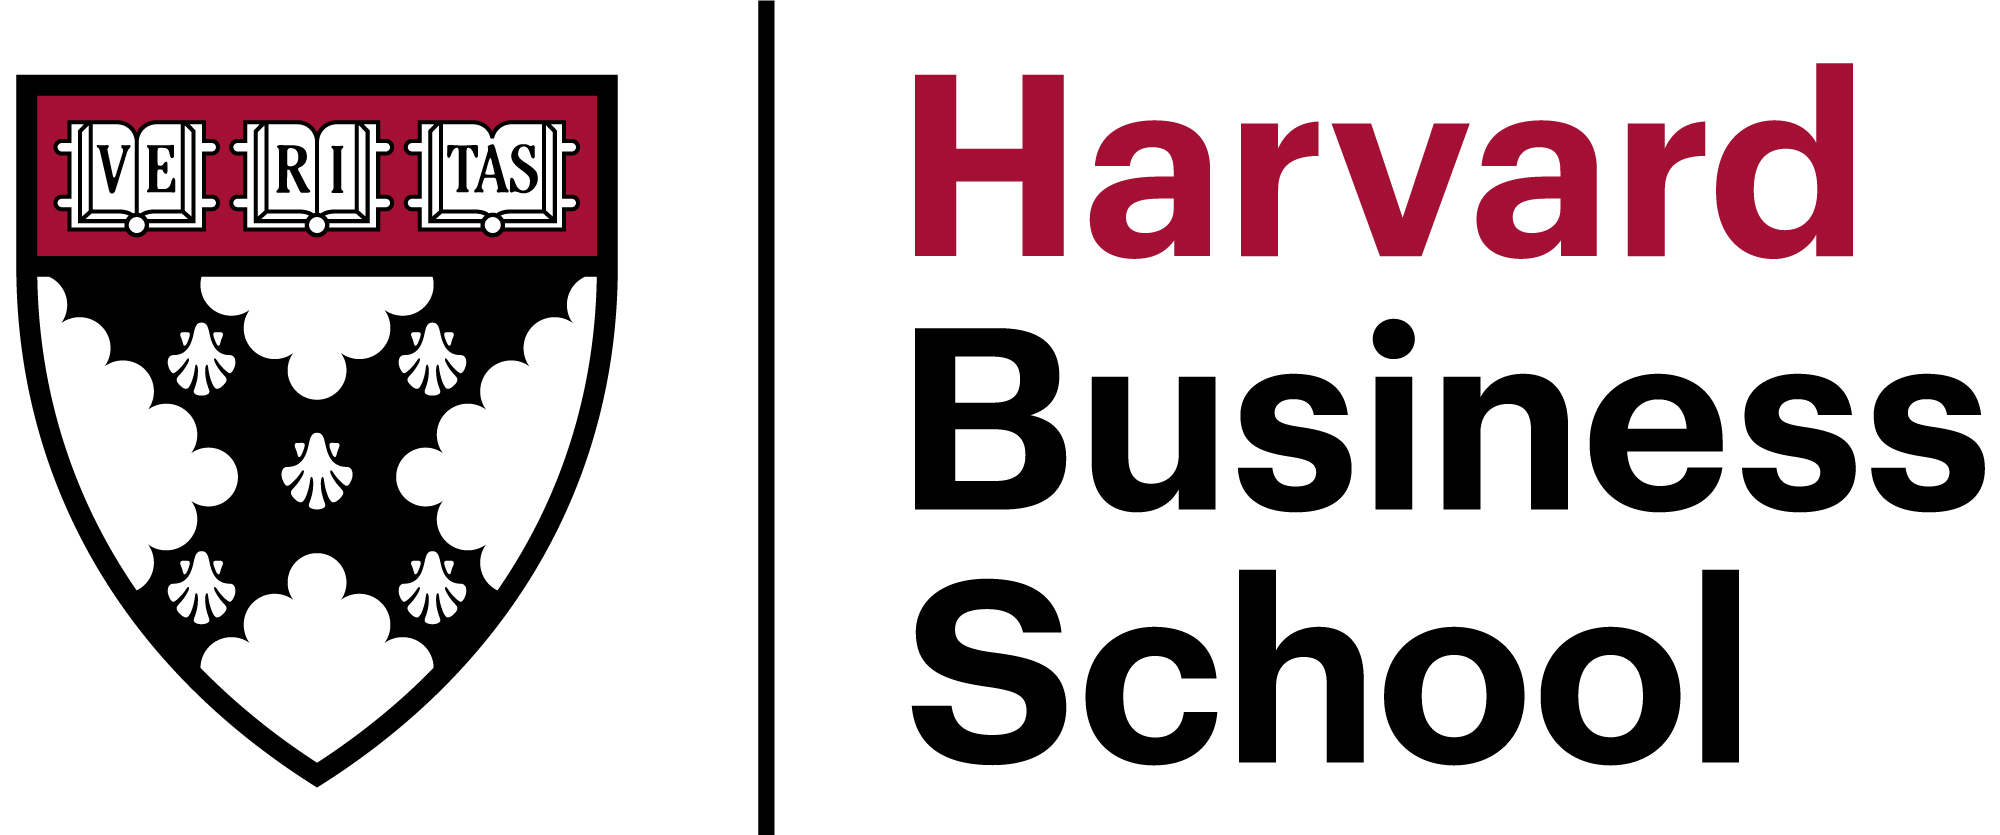 VE RI TAS
Harvard
Business
School